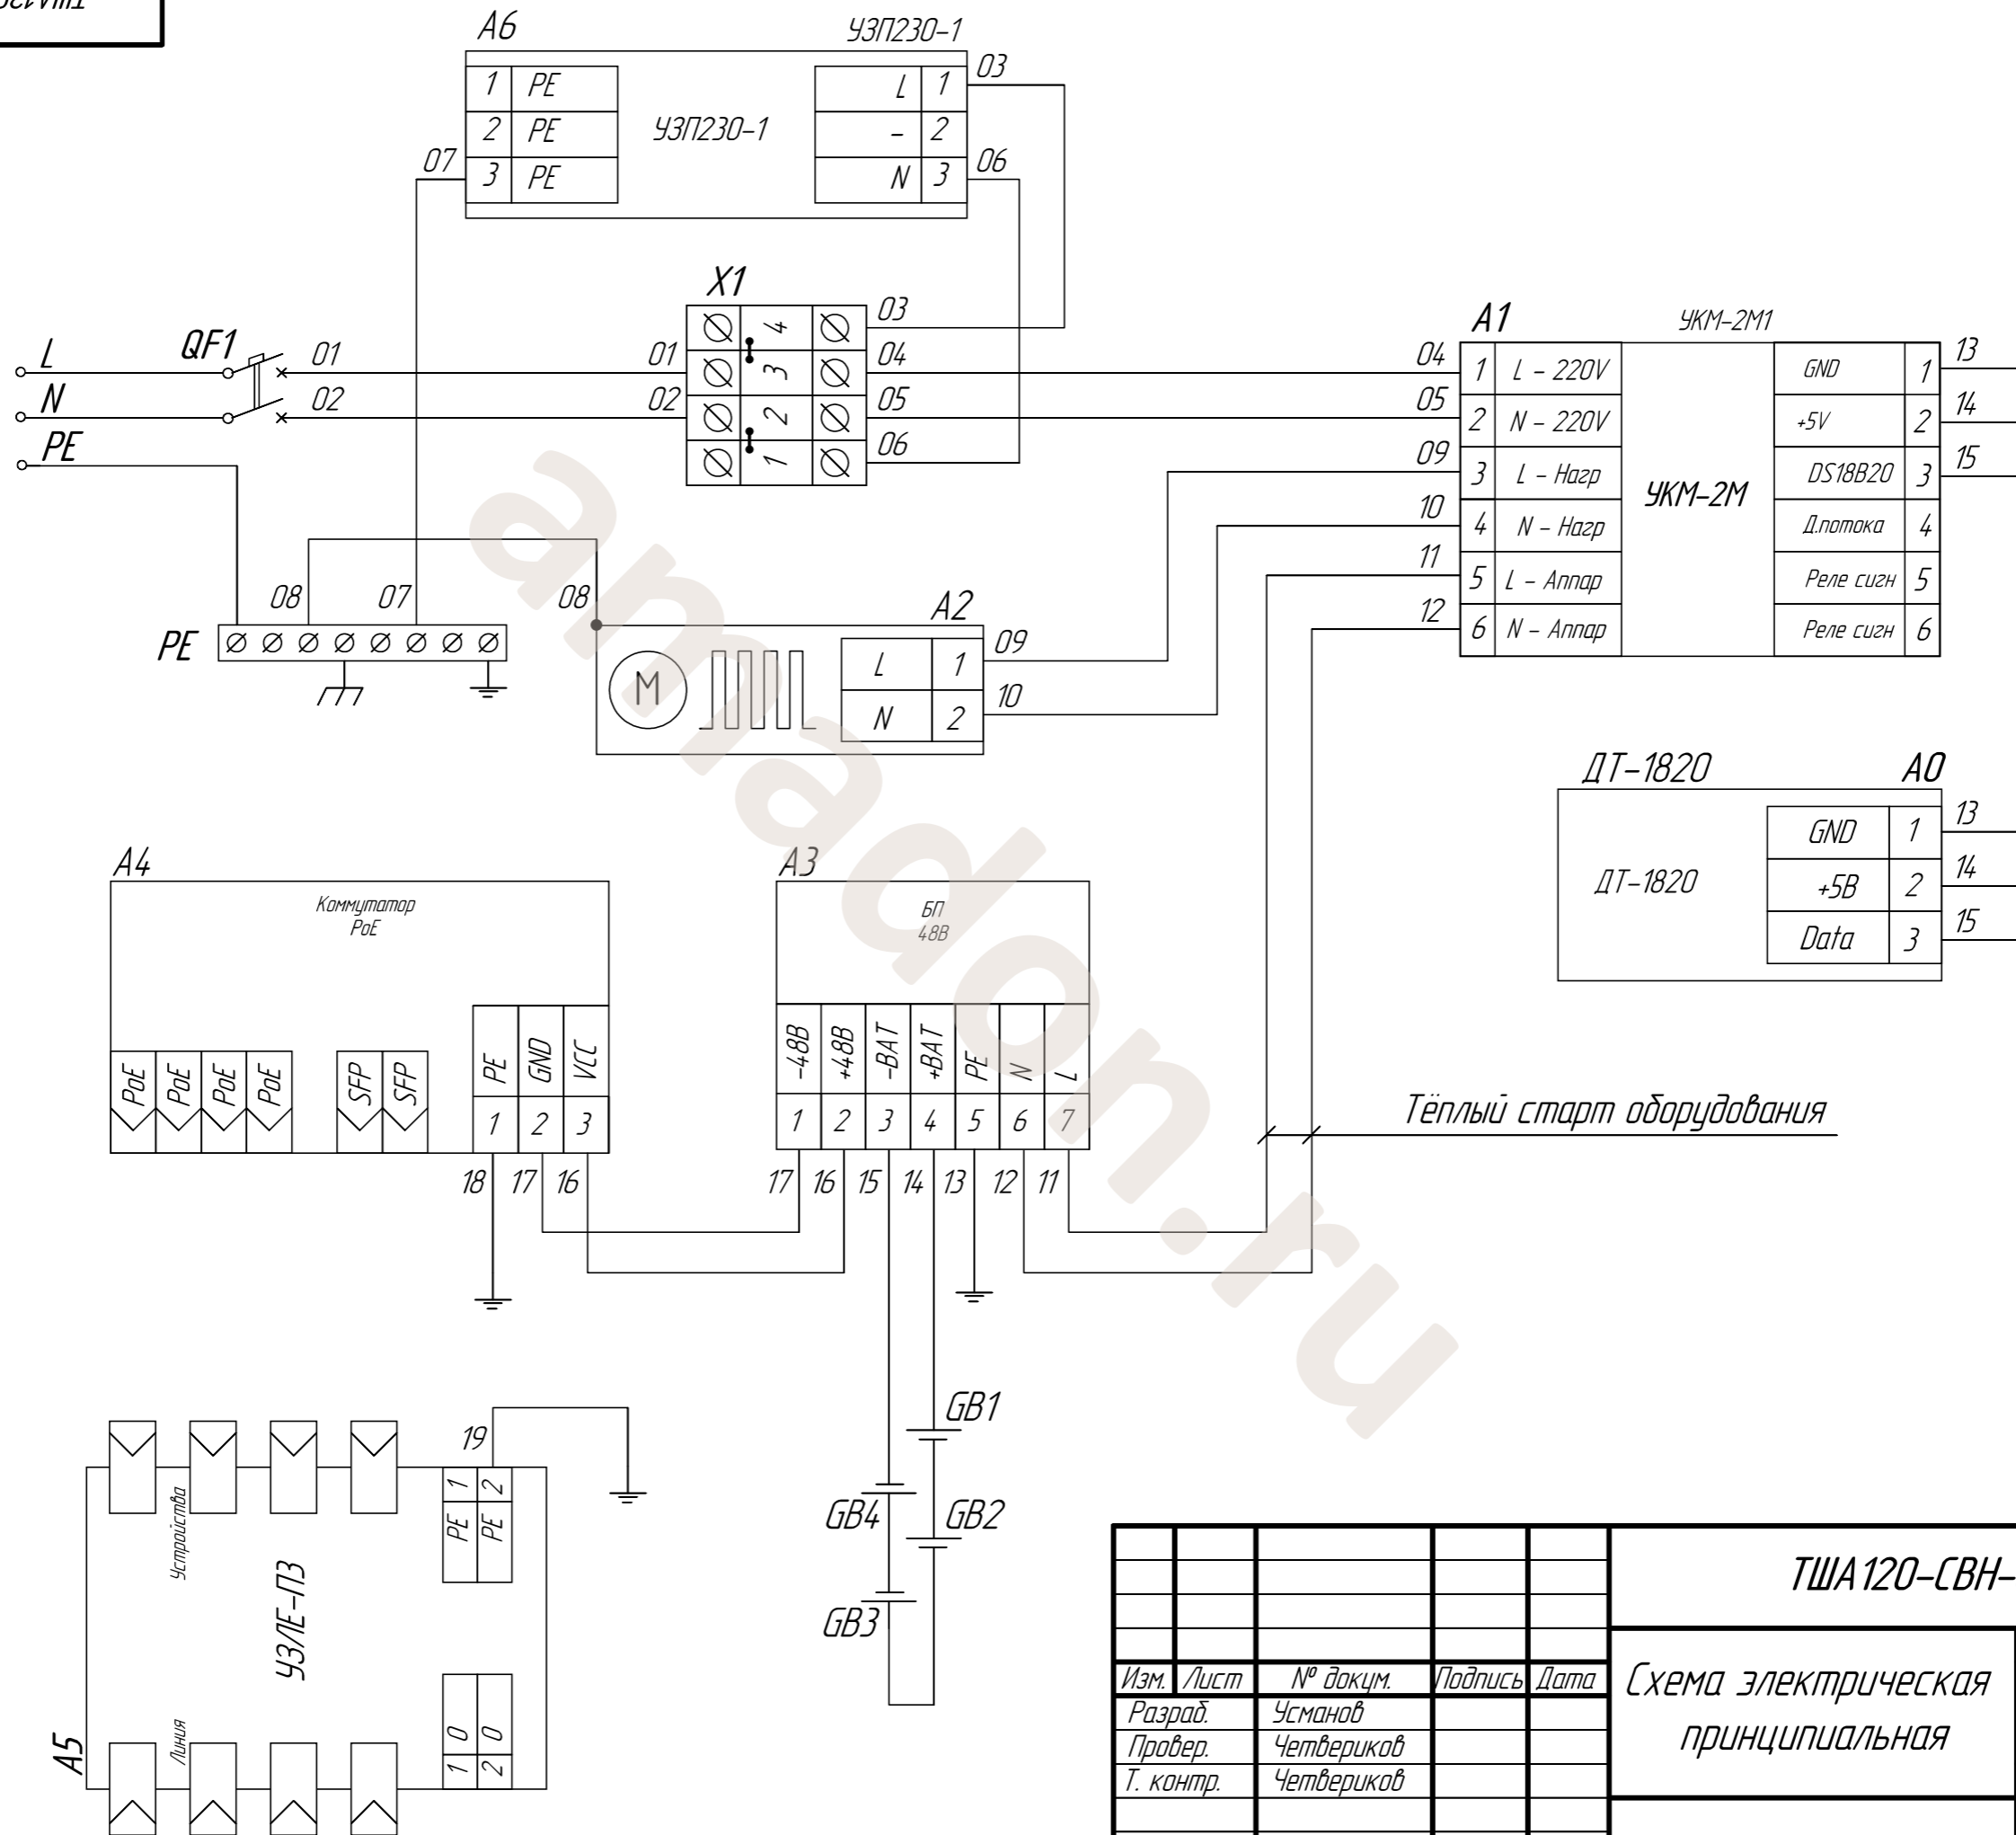 A6
УЗП230-1
1 PE
2 PE
3 PE
УЗП230-1
L 1
- 2
N 3
03
06
07
X1
4
3
2
1
03
04
05
06
01
02
L
N
PE
QF1
01
02
A1
УКМ-2М1
04
05
09
10
11
12
1 L - 220V
2 N - 220V
3 L - Нагр
4 N - Нагр
5 L - Аппар
6 N - Аппар
УКМ-2М
GND 1
+5V 2
DS18B20 3
Д.потока 4
Реле сигн 5
Реле сигн 6
13
14
15
08
07
08
PE
A2
M
L 1
N 2
09
10
ДТ-1820
A0
ДТ-1820
GND 1
+5В 2
Data 3
13
14
15
A4
Коммутатор
PoE
PoE
PoE
PoE
PoE
SFP
SFP
PE
GND
VCC
1 2 3
18 17 16
A3
БП
48В
-48В
+48В
-BAT
+BAT
PE
N
L
1 2 3 4 5 6 7
17 16 15 14 13 12 11
Тёплый старт оборудования
GB1
GB2
GB4
GB3
19
A5
Устройства
УЗЛЕ-П3
Линия
PE 1
PE 2
1 0
2 0
ТША120-СВН-
Схема электрическая
принципиальная
Изм. Лист № докум. Подпись Дата
Разраб. Усманов
Провер. Четвериков
Т. контр. Четвериков
amadon.ru